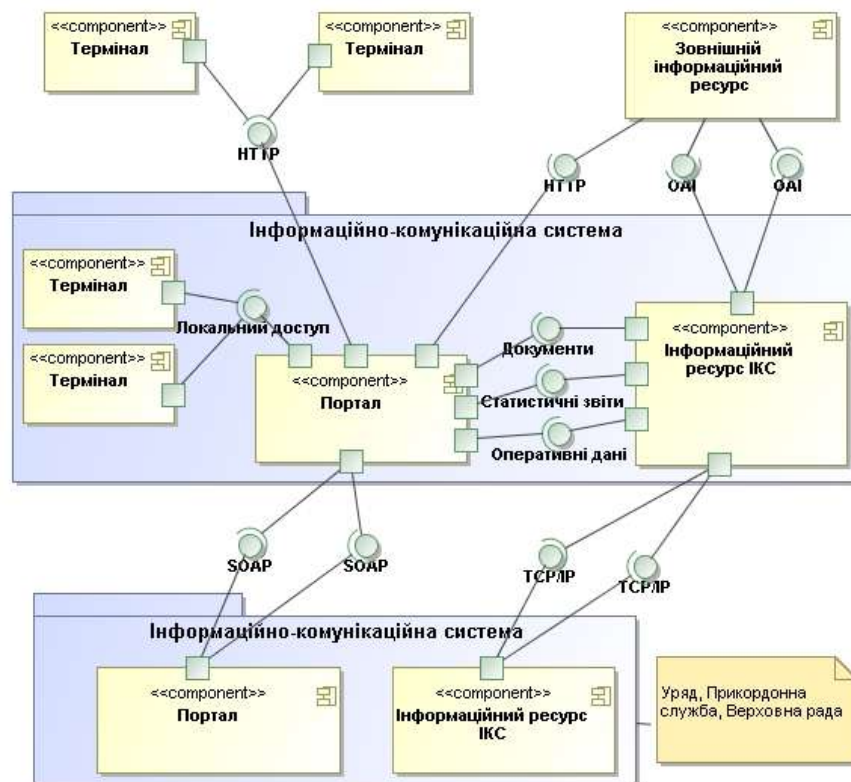 <<component>>
Термінал
<<component>>
Термінал
<<component>>
Зовнішній
інформаційний
ресурс
HTTP
HTTP
OAI
OAI
Інформаційно-комунікаційна система
<<component>>
Термінал
Локальний доступ
<<component>>
Термінал
<<component>>
Портал
Документи
Статистичні звіти
Оперативні дані
<<component>>
Інформаційний
ресурс ІКС
SOAP
SOAP
TCP/IP
TCP/IP
Інформаційно-комунікаційна система
<<component>>
Портал
<<component>>
Інформаційний ресурс
ІКС
Уряд, Прикордонна
служба, Верховна рада